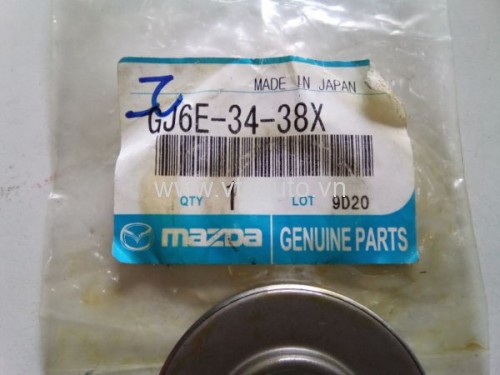 MADE IN JAPAN
GJ6E-34-38X
QTY 1 LOT 9D20
mazda GENUINE PARTS